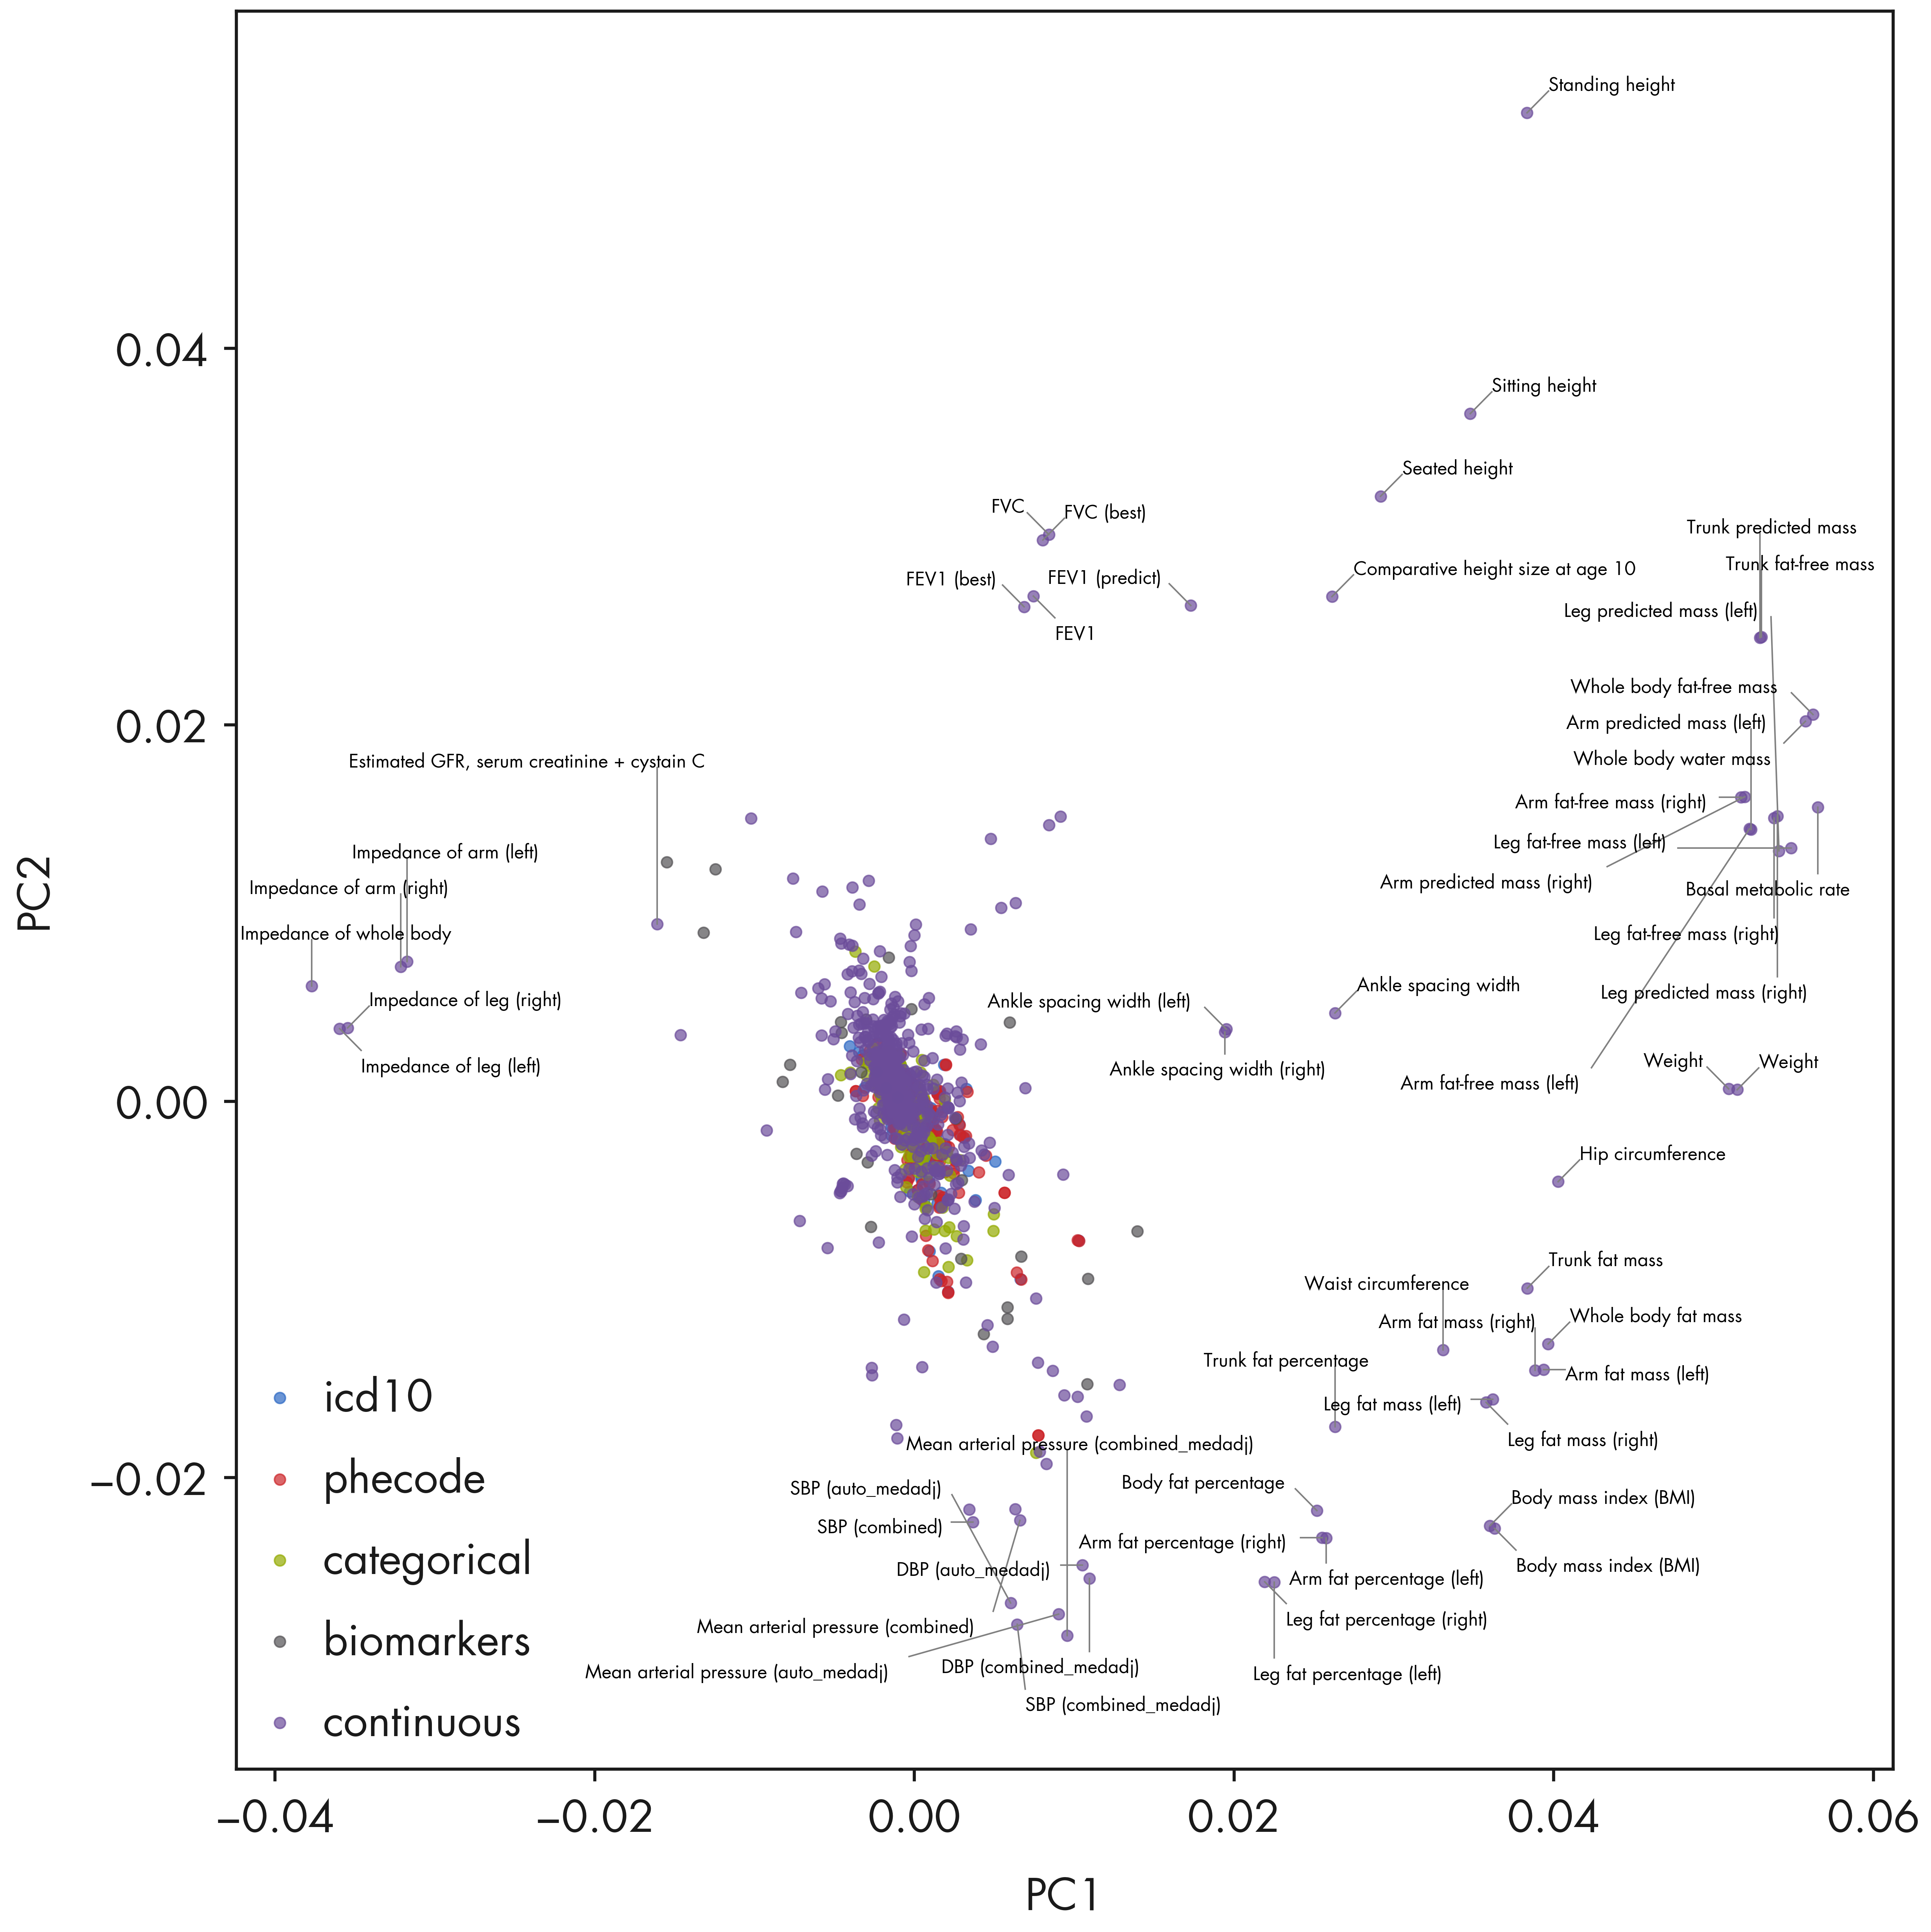 Standing height
0.04
Sitting height
Seated height
FVC
FVC (best)
Trunk predicted mass
Trunk fat-free mass
FEV1 (best)
FEV1 (predict)
Comparative height size at age 10
FEV1
Leg predicted mass (left)
Whole body fat-free mass
0.02
Arm predicted mass (left)
Estimated GFR, serum creatinine + cystain C
Whole body water mass
Arm fat-free mass (right)
Leg fat-free mass (left)
Impedance of arm (left)
Arm predicted mass (right)
Basal metabolic rate
Impedance of arm (right)
PC2
Impedance of whole body
Leg fat-free mass (right)
Ankle spacing width
Leg predicted mass (right)
Impedance of leg (right)
Ankle spacing width (left)
Impedance of leg (left)
Ankle spacing width (right)
Weight
Weight
Arm fat-free mass (left)
0.00
Hip circumference
Trunk fat mass
Waist circumference
Whole body fat mass
Arm fat mass (right)
Trunk fat percentage
Arm fat mass (left)
icd10
Leg fat mass (left)
Leg fat mass (right)
Mean arterial pressure (combined_medadj)
phecode
−0.02
Body fat percentage
SBP (auto_medadj)
Body mass index (BMI)
SBP (combined)
Arm fat percentage (right)
categorical
DBP (auto_medadj)
Body mass index (BMI)
Arm fat percentage (left)
Leg fat percentage (right)
Mean arterial pressure (combined)
biomarkers
Mean arterial pressure (auto_medadj)
DBP (combined_medadj)
Leg fat percentage (left)
SBP (combined_medadj)
continuous
−0.04
−0.02
0.00
0.02
0.04
0.06
PC1